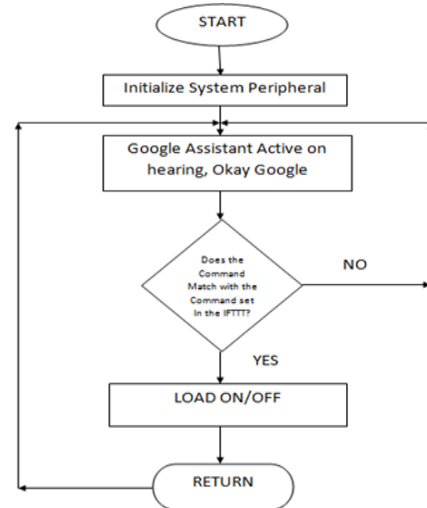 START
Initialize System Peripheral
Google Assistant Active on
hearing, Okay Google
Does the
Command
Match with the
Command set
In the IFTTT?
NO
YES
LOAD ON/OFF
RETURN